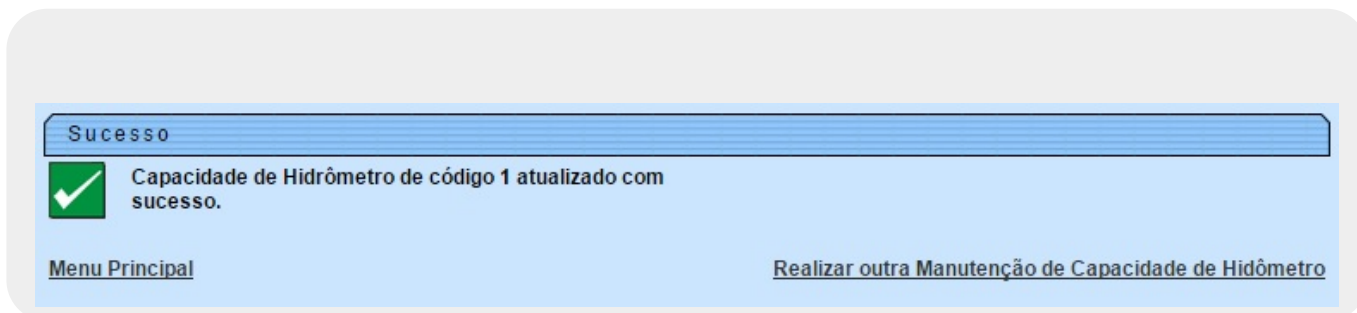 Sucesso
Capacidade de Hidrômetro de código 1 atualizado com
sucesso.
Menu Principal
Realizar outra Manutenção de Capacidade de Hidômetro